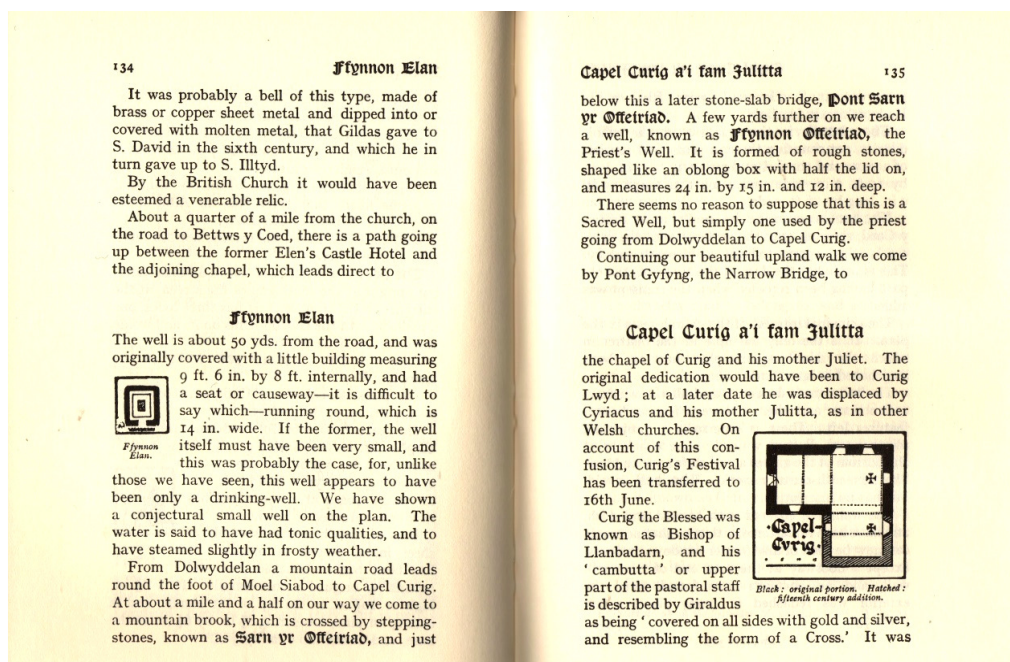 134
Ffynnon Elan
It was probably a bell of this type, made of
brass or copper sheet metal and dipped into or
covered with molten metal, that Gildas gave to
S. David in the sixth century, and which he in
turn gave up to S. Illtyd.
By the British Church it would have been
esteemed a venerable relic.
About a quarter of a mile from the church, on
the road to Bettws y Coed, there is a path going
up between the former Elen's Castle Hotel and
the adjoining chapel, which leads direct to
Ffynnon Elan
The well is about 50 yds. from the road, and was
originally covered with a little building measuring
9 ft. 6 in. by 8 ft. internally, and had
a seat or causeway—it is difficult to
say which—running round, which is
14 in. wide. If the former, the well
itself must have been very small, and
this was probably the case, for, unlike
Ffynnon
Elan.
those we have seen, this well appears to have
been only a drinking-well. We have shown
a conjectural small well on the plan. The
water is said to have had tonic qualities, and to
have steamed slightly in frosty weather.
From Dolwyddelan a mountain road leads
round the foot of Moel Siabod to Capel Curig.
At about a mile and a half on our way we come to
a mountain brook, which is crossed by stepping-
stones, known as Sarn yr Offeiriad, and just
Capel Curig a'i fam Julitta
135
below this a later stone-slab bridge, Pont Sarn
yr Offeiriad. A few yards further on we reach
a well, known as Ffynnon Offeiriad, the
Priest's Well. It is formed of rough stones,
shaped like an oblong box with half the lid on,
and measures 24 in. by 15 in. and 12 in. deep.
There seems no reason to suppose that this is a
Sacred Well, but simply one used by the priest
going from Dolwyddelan to Capel Curig.
Continuing our beautiful upland walk we come
by Pont Gyfyng, the Narrow Bridge, to
Capel Curig a'i fam Julitta
the chapel of Curig and his mother Juliet. The
original dedication would have been to Curig
Lwyd ; at a later date he was displaced by
Cyriacus and his mother Julitta, as in other
Welsh churches. On
account of this con-
fusion, Curig's Festival
has been transferred to
16th June.
Curig the Blessed was
known as Bishop of
Llanbadarn, and his
‘ cambutta ’ or upper
part of the pastoral staff
is described by Giraldus
·Capel-
Cvrig·
Black : original portion. Hatched :
fifteenth century addition.
as being ‘ covered on all sides with gold and silver,
and resembling the form of a Cross.’ It was